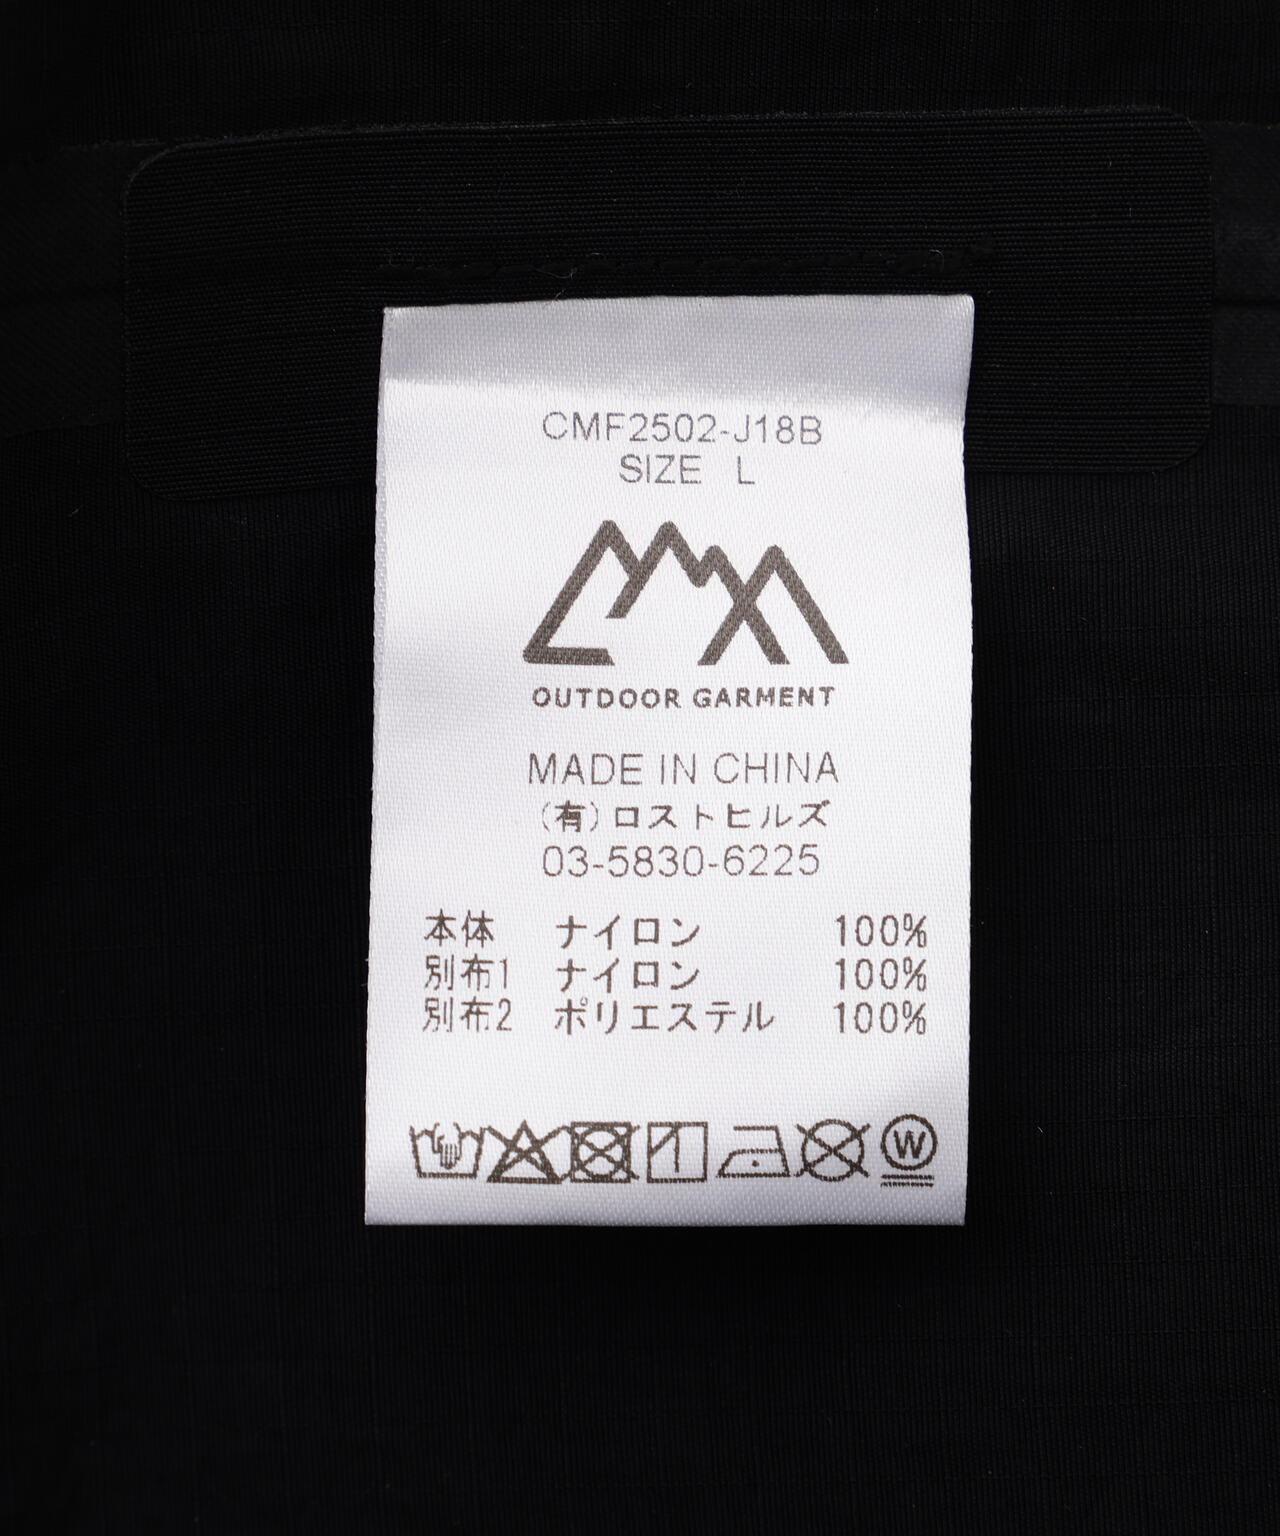 CMF2502-J18B
SIZE L
OUTDOOR GARMENT
MADE IN CHINA
(有)ロストヒルズ
03-5830-6225
本体 ナイロン 100%
別布1 ナイロン 100%
別布2 ポリエステル 100%
W